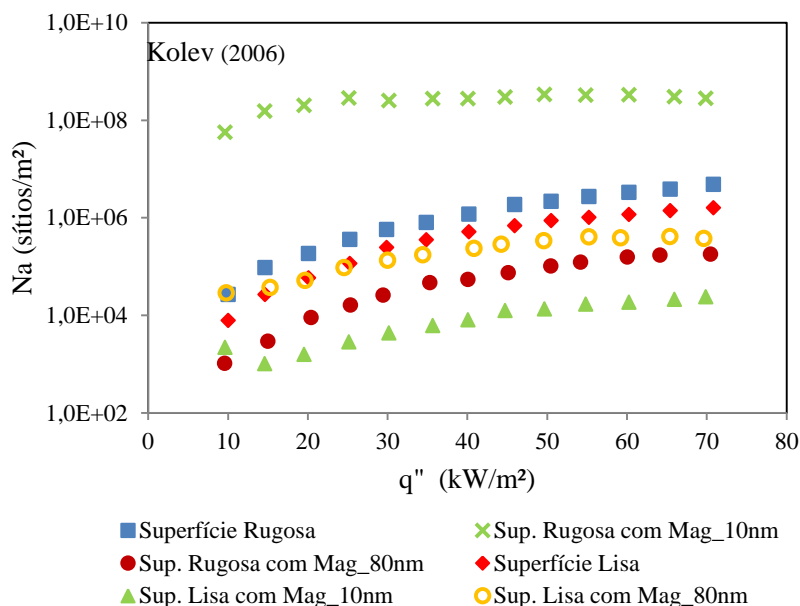 1,0E+10
Kolev (2006)
1,0E+08
1,0E+06
1,0E+04
1,0E+02
Na (sítios/m²)
0 10 20 30 40 50 60 70 80
q" (kW/m²)
Superfície Rugosa Sup. Rugosa com Mag_10nm
Sup. Rugosa com Mag_80nm Superfície Lisa
Sup. Lisa com Mag_10nm Sup. Lisa com Mag_80nm